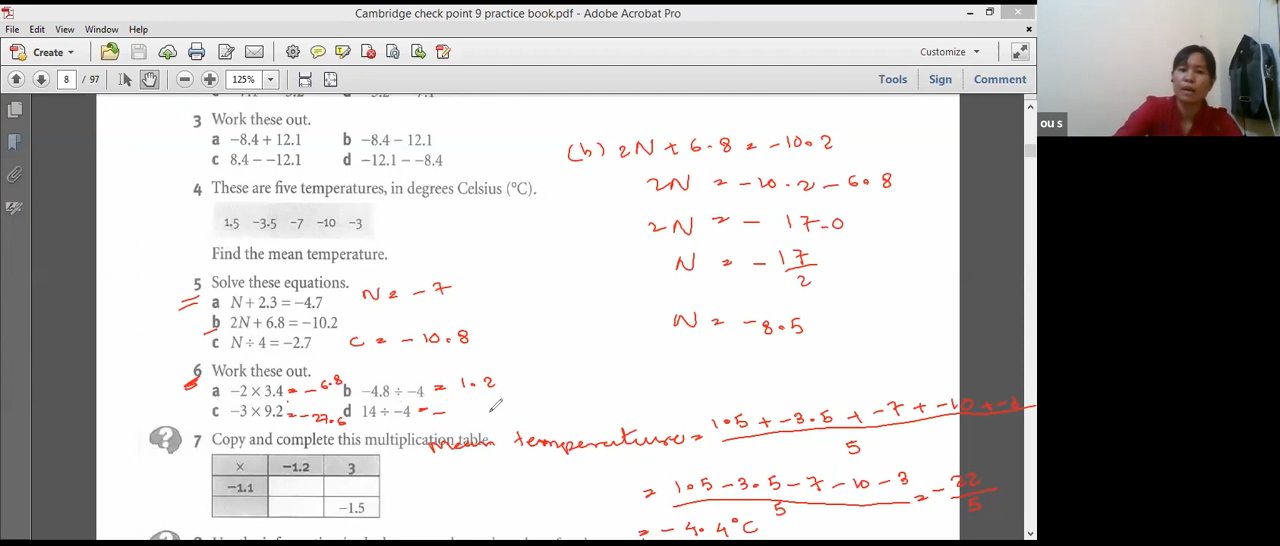 Cambridge check point 9 practice book.pdf - Adobe Acrobat Pro
File Edit View Window Help
Create Customize
8 / 97 125% Tools Sign Comment
3 Work these out.
a −8.4 + 12.1 b −8.4 − 12.1
c 8.4 − −12.1 d −12.1 − −8.4
4 These are five temperatures, in degrees Celsius (°C).
1.5 −3.5 −7 −10 −3
Find the mean temperature.
5 Solve these equations.
a N + 2.3 = −4.7 N = −7
b 2N + 6.8 = −10.2
c N ÷ 4 = −2.7 c = −10.8
6 Work these out.
a −2 × 3.4 = −6.8 b −4.8 ÷ −4 = 1.2
c −3 × 9.2 = −27.6 d 14 ÷ −4 = −
7 Copy and complete this multiplication table.
× −1.2 3
−1.1
−1.5
(b) 2N + 6.8 = −10.2
2N = −10.2 − 6.8
2N = − 17.0
N = − 17/2
N = −8.5
mean temperature = 1.5 + −3.5 + −7 + −10 + −3 / 5
= 1.5 − 3.5 − 7 − 10 − 3 / 5 = − 22/5
= −4.4°C
ou s